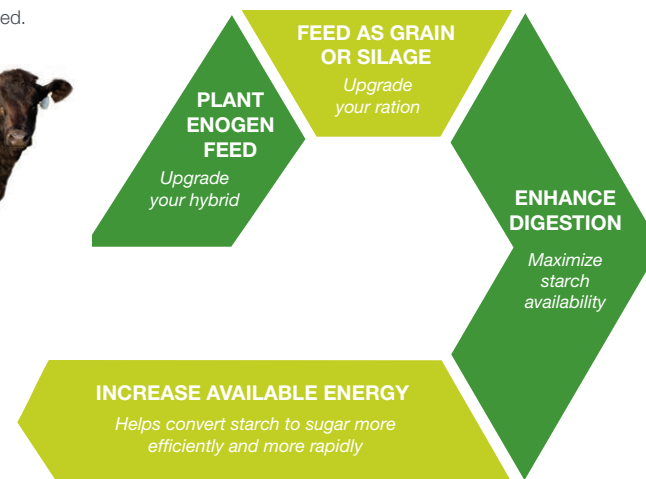 ed.
PLANT
ENOGEN
FEED
Upgrade
your hybrid
FEED AS GRAIN
OR SILAGE
Upgrade
your ration
ENHANCE
DIGESTION
Maximize
starch
availability
INCREASE AVAILABLE ENERGY
Helps convert starch to sugar more
efficiently and more rapidly